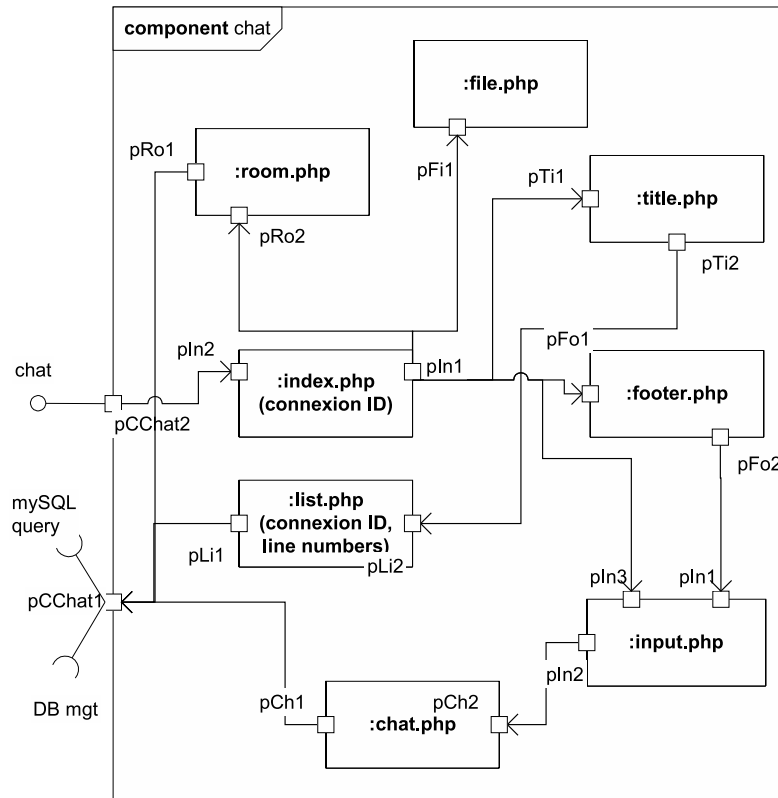 component chat
:file.php
pRo1
:room.php
pFi1
pTi1
:title.php
pRo2
pTi2
pFo1
pIn2
pIn1
chat
:index.php
(connexion ID)
:footer.php
pCChat2
pFo2
mySQL
query
:list.php
(connexion ID,
line numbers)
pLi1
pLi2
pIn3
pIn1
pCChat1
:input.php
pIn2
DB mgt
pCh1
pCh2
:chat.php